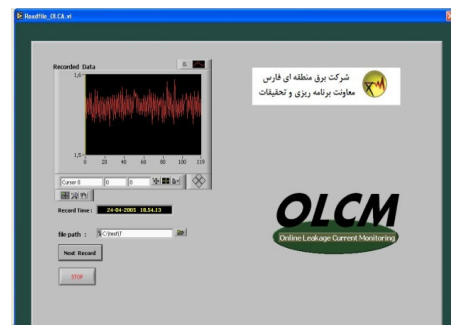 Readfile_OLCA.vi
Recorded Data
1,6
1,5
0 20 40 60 80 100 119
Cursor 0 0 0
Record Time : 24-04-2005 18.54.13
file path :
Next Record
STOP
شرکت برق منطقه ای فارس
معاونت برنامه ریزی و تحقیقات
OLCM
Online Leakage Current Monitoring